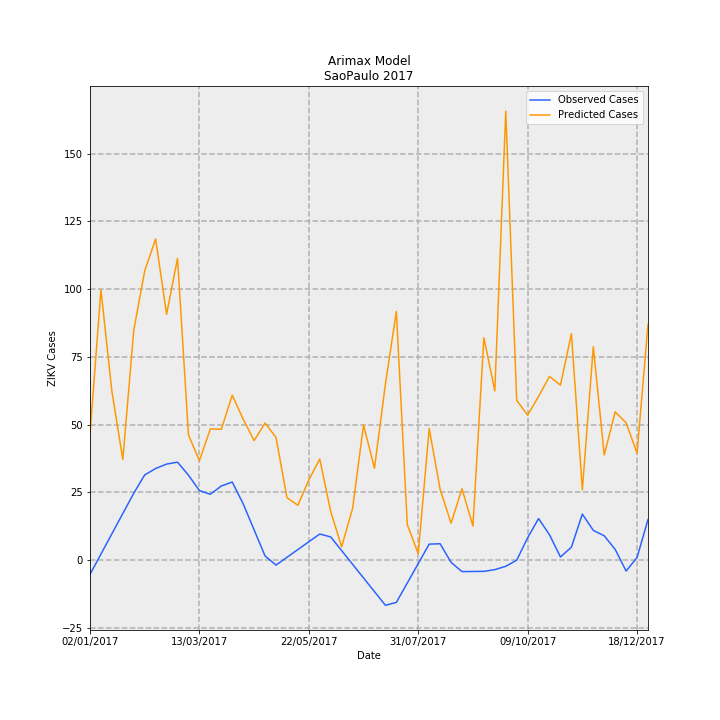 Arimax Model
SaoPaulo 2017
Observed Cases
Predicted Cases
ZIKV Cases
150
125
100
75
50
25
0
−25
02/01/2017
13/03/2017
22/05/2017
31/07/2017
09/10/2017
18/12/2017
Date